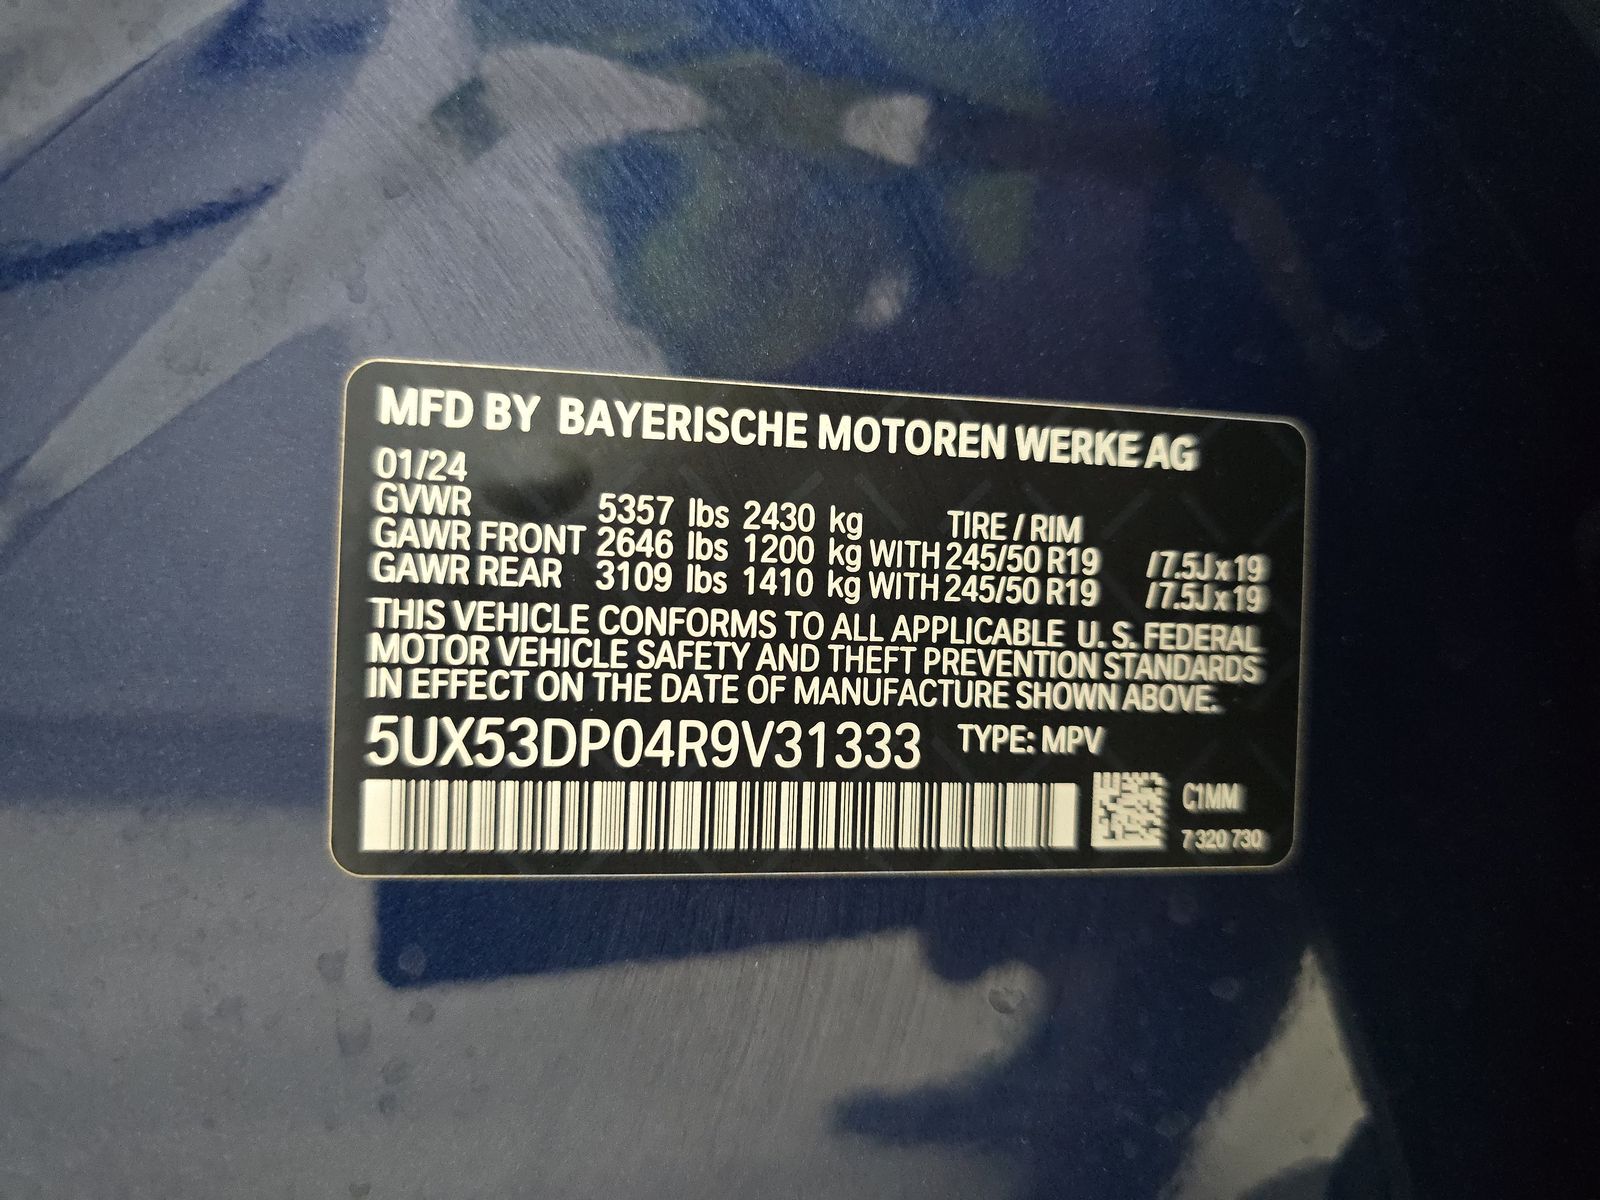 MFD BY BAYERISCHE MOTOREN WERKE AG
01/24
GVWR 5357 lbs 2430 kg TIRE / RIM
GAWR FRONT 2646 lbs 1200 kg WITH 245/50 R19 /7.5J x 19
GAWR REAR 3109 lbs 1410 kg WITH 245/50 R19 /7.5J x 19
THIS VEHICLE CONFORMS TO ALL APPLICABLE U. S. FEDERAL
MOTOR VEHICLE SAFETY AND THEFT PREVENTION STANDARDS
IN EFFECT ON THE DATE OF MANUFACTURE SHOWN ABOVE.
5UX53DP04R9V31333 TYPE: MPV
C1MM
7 320 730